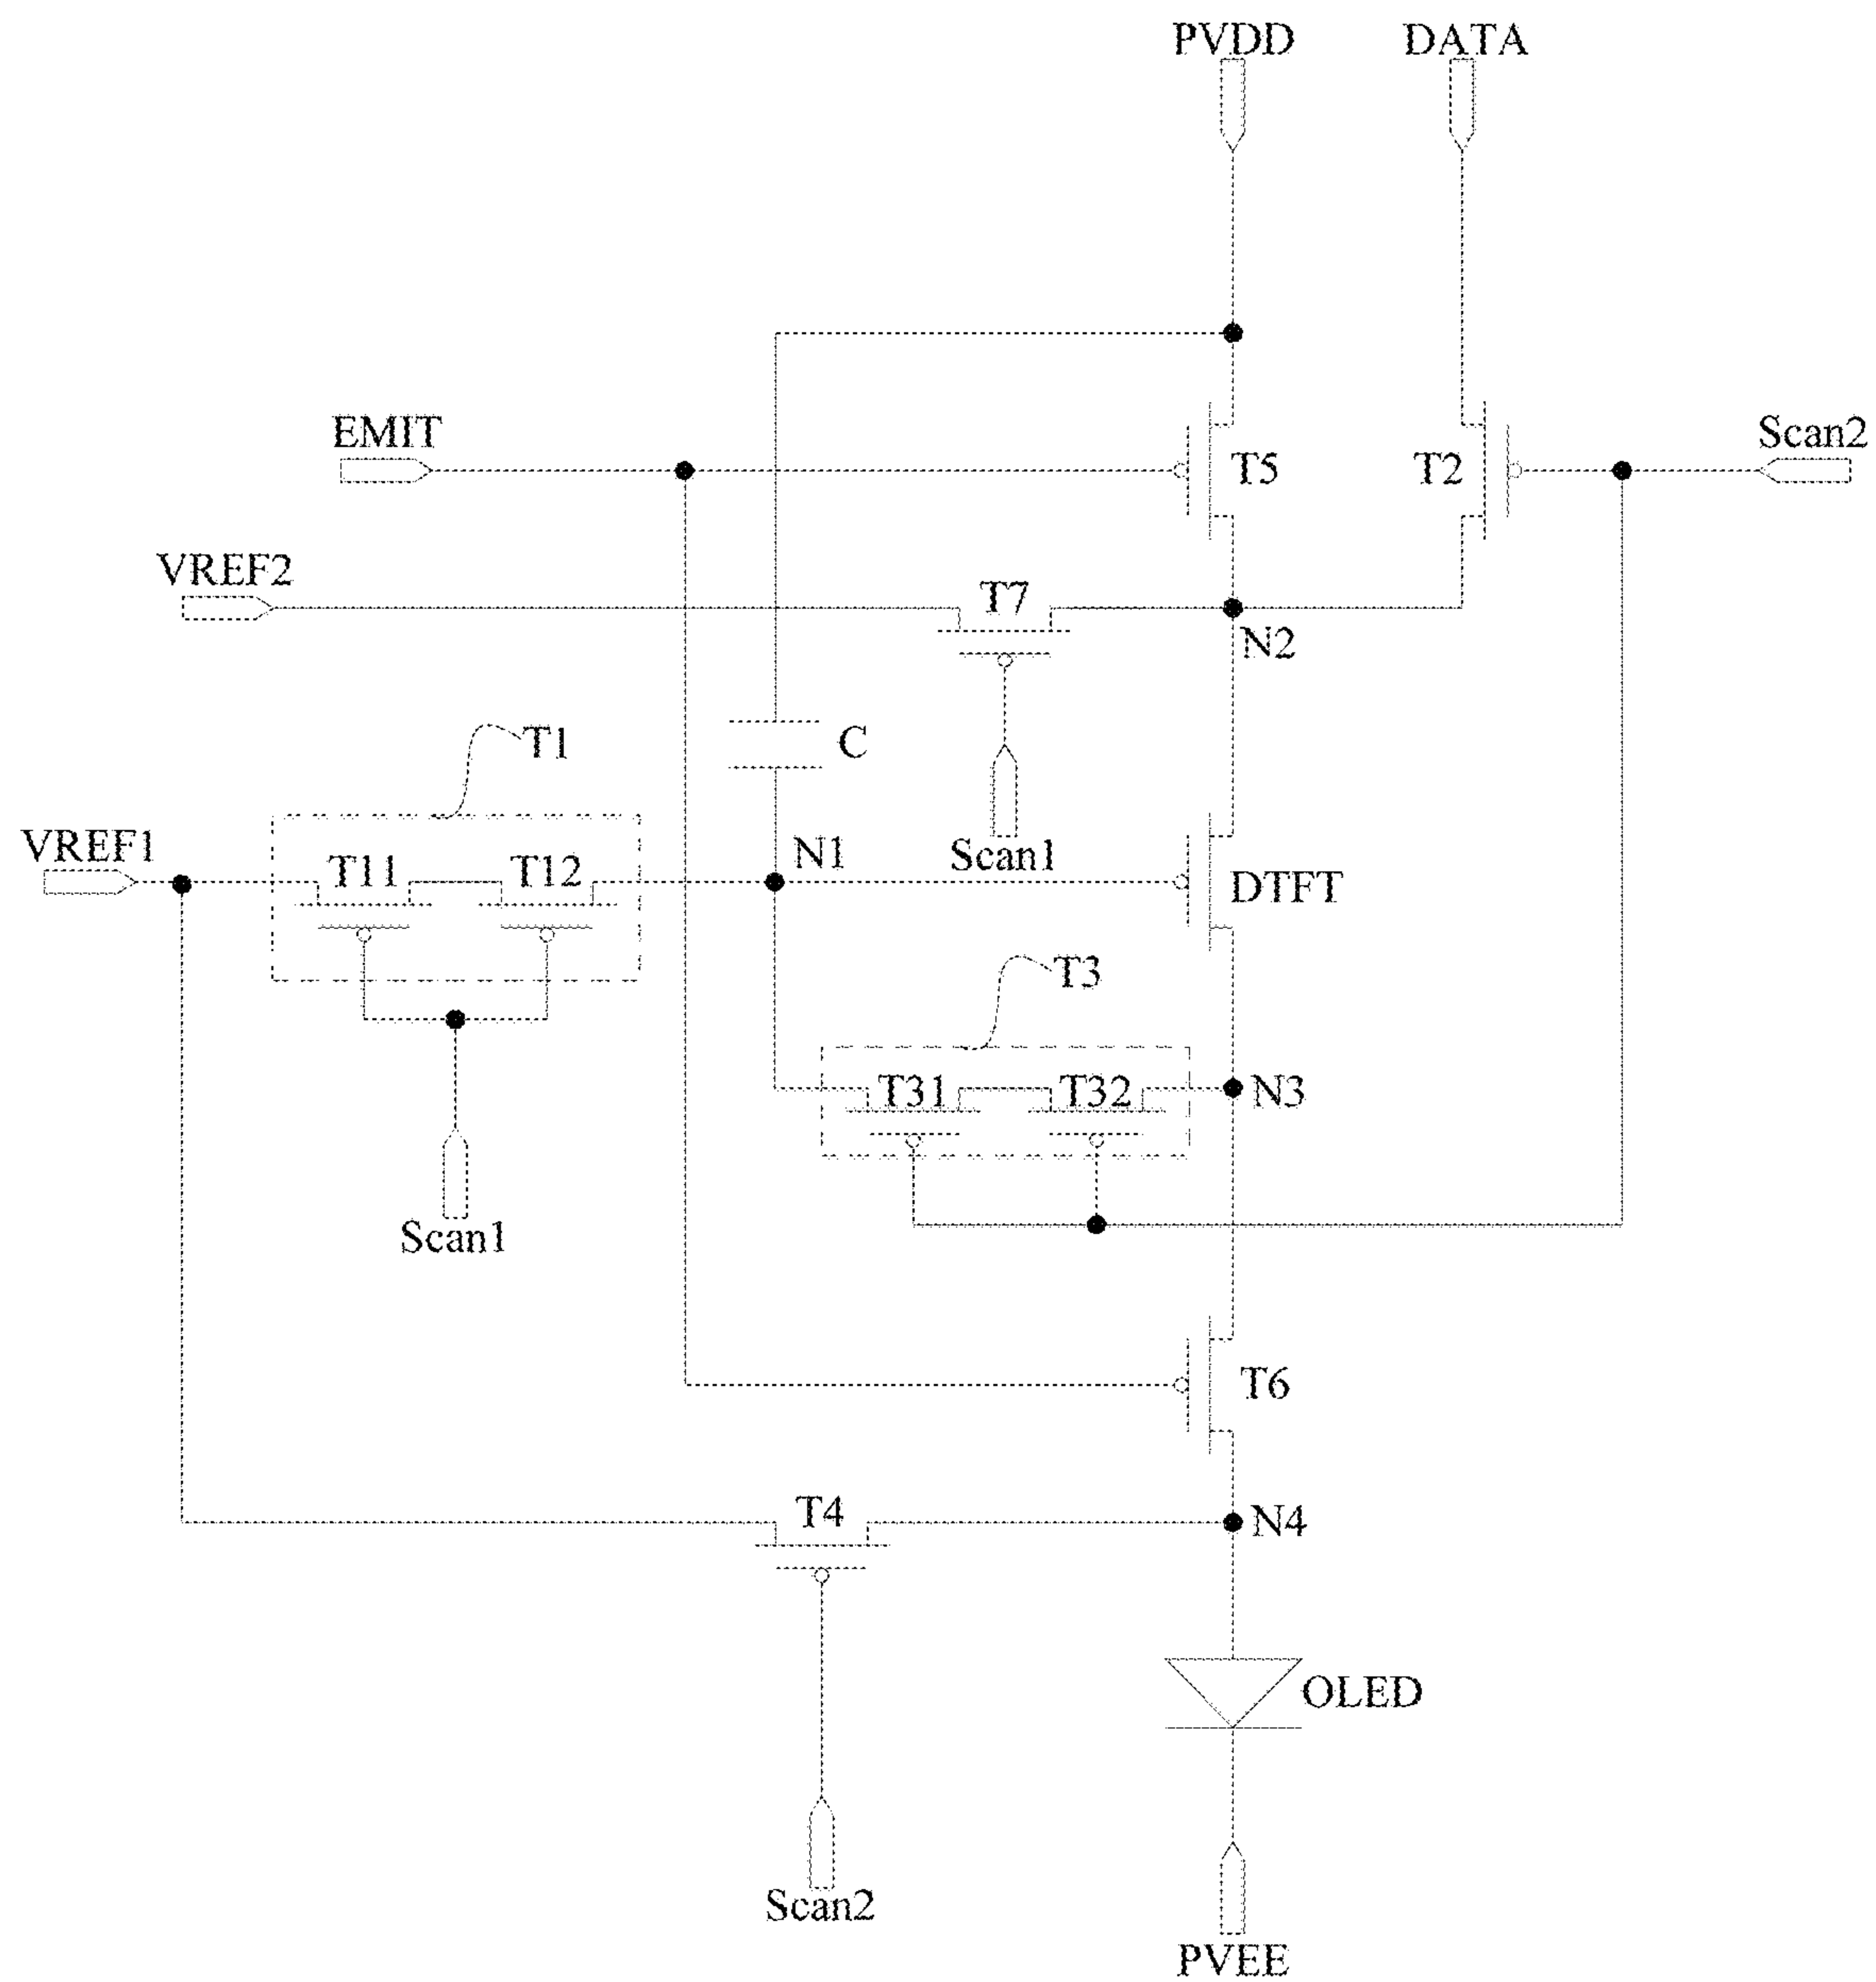 PVDD
DATA
EMIT
T5
T2
Scan2
VREF2
T7
N2
T1
C
VREF1
T11
T12
N1
Scan1
DTFT
T3
T31
T32
N3
Scan1
T6
T4
N4
OLED
Scan2
PVEE